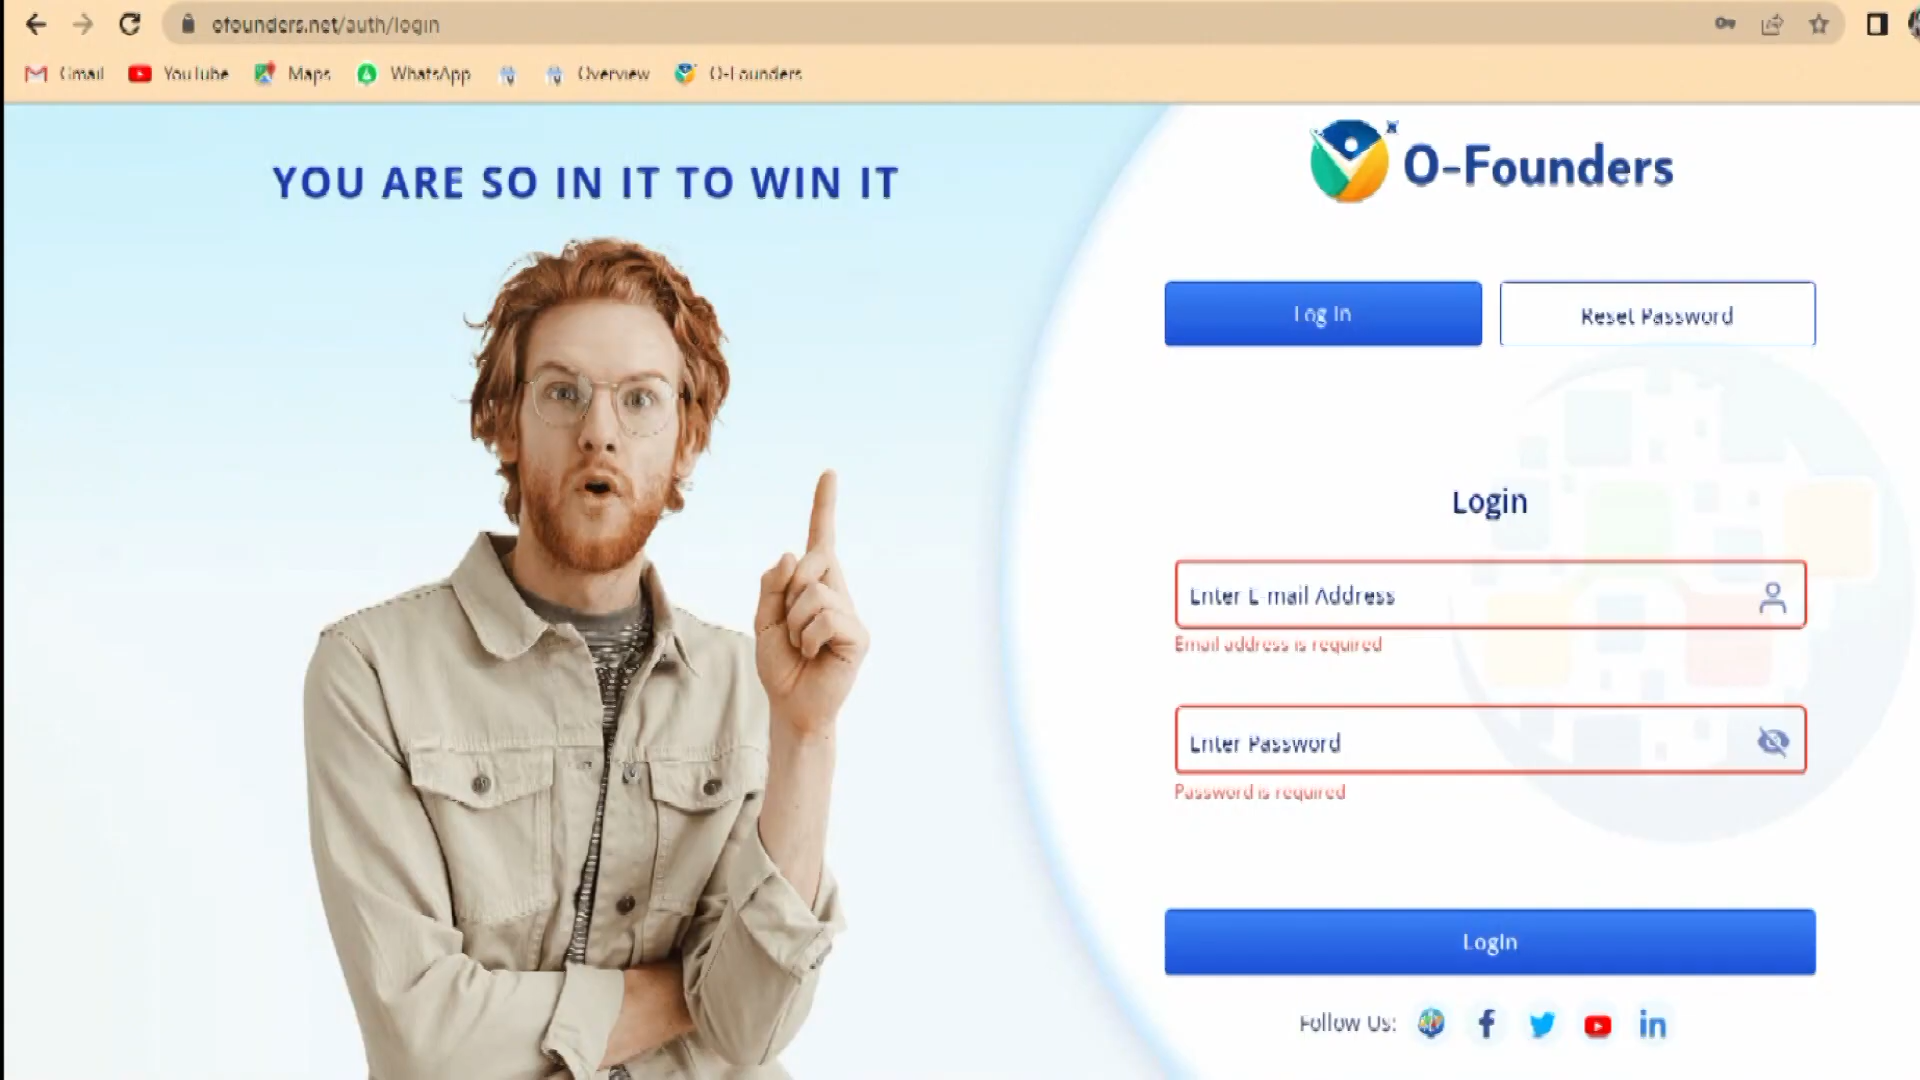 ofounders.net/auth/login
Gmail YouTube Maps WhatsApp Overview O-Founders
YOU ARE SO IN IT TO WIN IT
O-Founders
Log In Reset Password
Login
Enter E-mail Address
Email address is required
Enter Password
Password is required
LogIn
Follow Us: